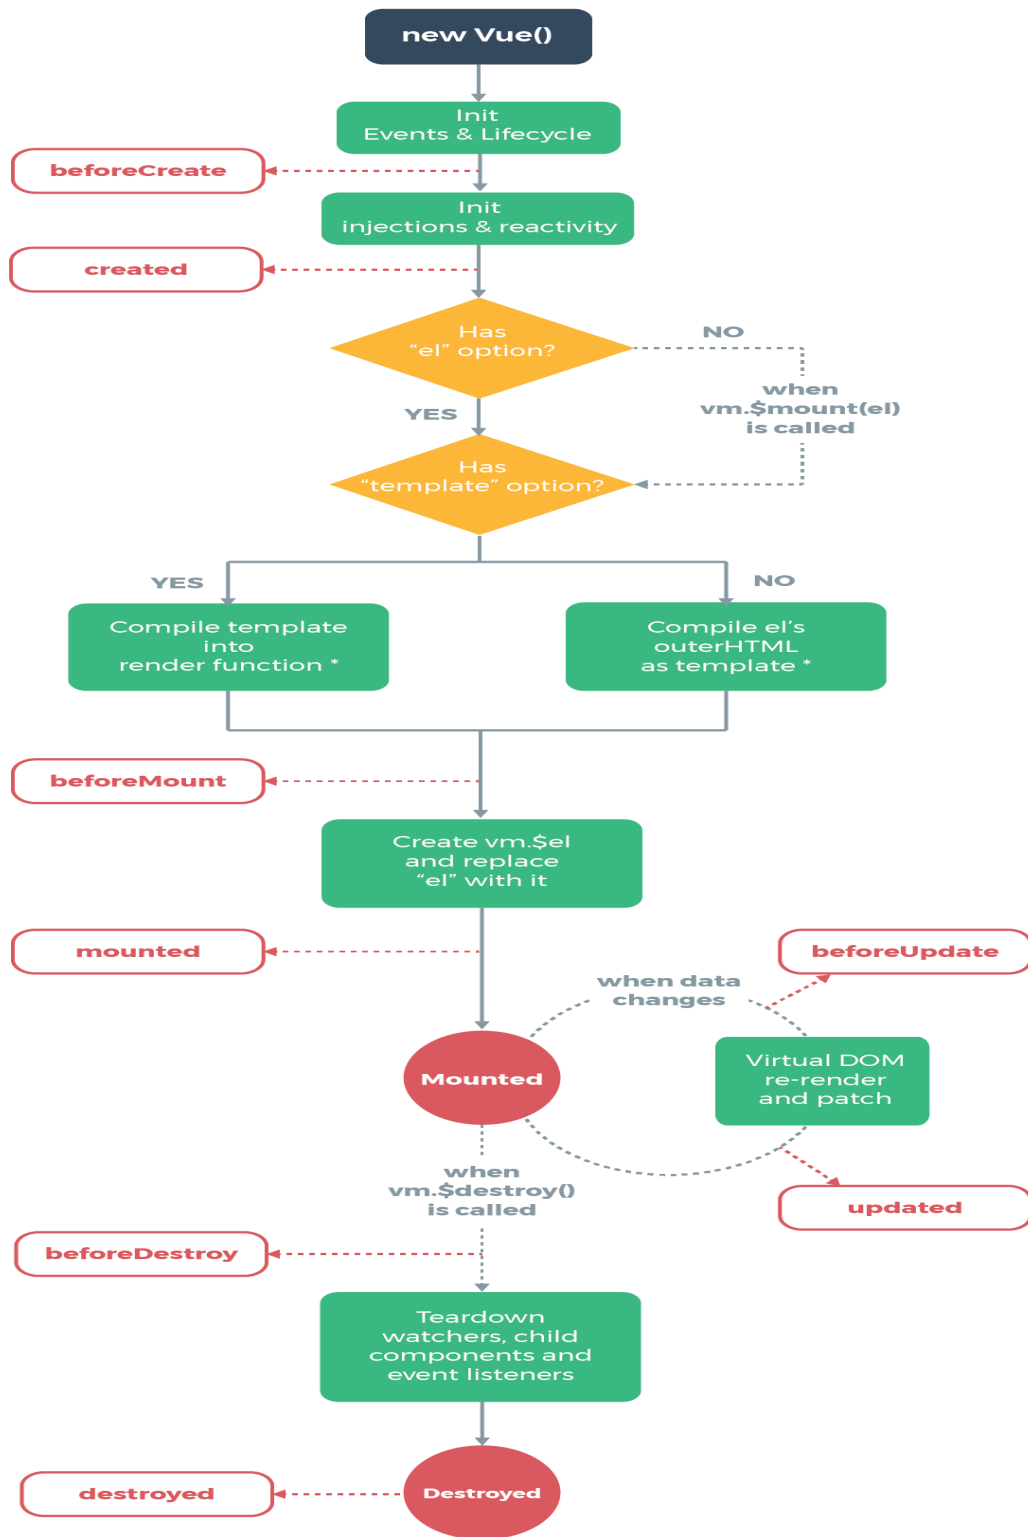 new Vue()
Init
Events & Lifecycle
beforeCreate
Init
injections & reactivity
created
Has
“el” option?
NO
when
vm.$mount(el)
is called
YES
Has
“template” option?
YES
NO
Compile template
into
render function *
Compile el’s
outerHTML
as template *
beforeMount
Create vm.$el
and replace
“el” with it
mounted
beforeUpdate
when data
changes
Mounted
Virtual DOM
re-render
and patch
when
vm.$destroy()
is called
updated
beforeDestroy
Teardown
watchers, child
components and
event listeners
destroyed
Destroyed